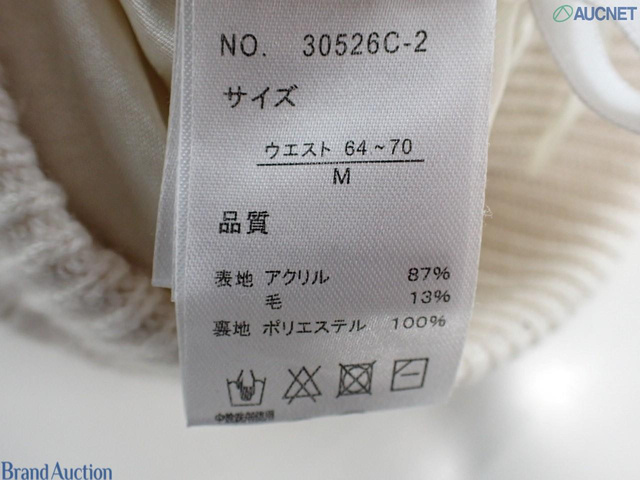 AUCNET
NO. 30526C-2
サイズ
ウエスト 64~70
M
品質
表地 アクリル 87%
毛 13%
裏地 ポリエステル 100%
中性洗剤使用
Brand Auction